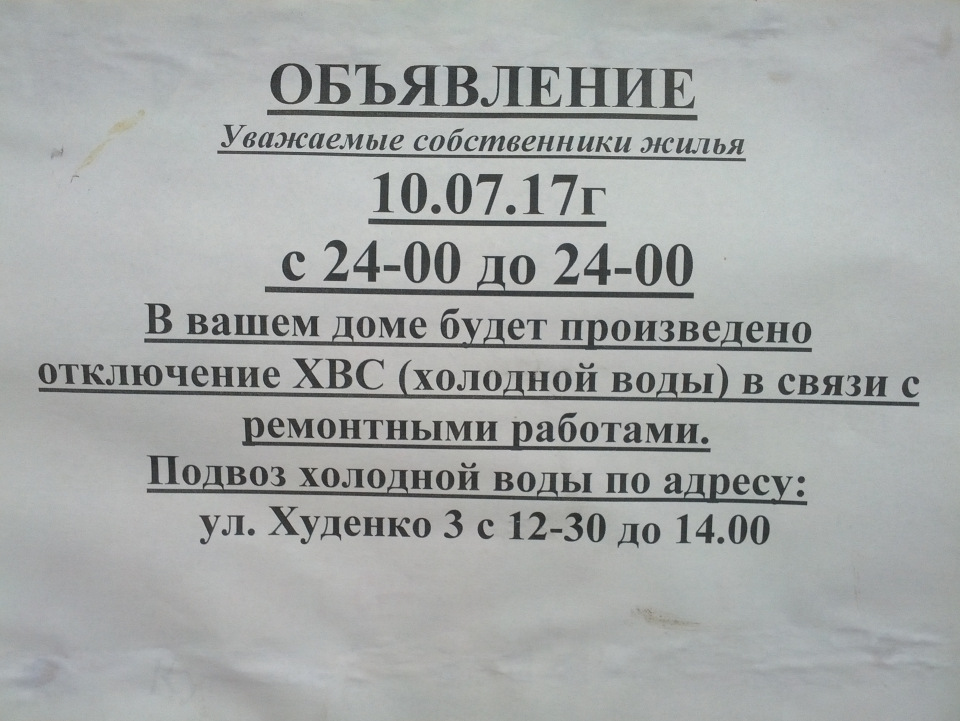 ОБЪЯВЛЕНИЕ
Уважаемые собственники жилья
10.07.17г
с 24-00 до 24-00
В вашем доме будет произведено
отключение ХВС (холодной воды) в связи с
ремонтными работами.
Подвоз холодной воды по адресу:
ул. Худенко 3 с 12-30 до 14.00